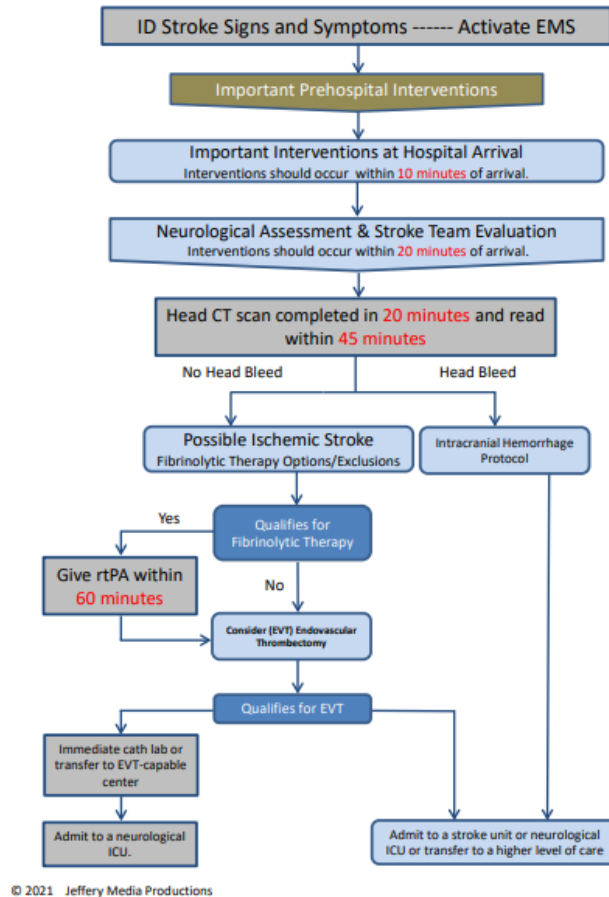 ID Stroke Signs and Symptoms ------ Activate EMS
Important Prehospital Interventions
Important Interventions at Hospital Arrival
Interventions should occur within 10 minutes of arrival.
Neurological Assessment & Stroke Team Evaluation
Interventions should occur within 20 minutes of arrival.
Head CT scan completed in 20 minutes and read
within 45 minutes
No Head Bleed
Head Bleed
Possible Ischemic Stroke
Fibrinolytic Therapy Options/Exclusions
Intracranial Hemorrhage
Protocol
Yes
Qualifies for
Fibrinolytic Therapy
Give rtPA within
60 minutes
No
Consider (EVT) Endovascular
Thrombectomy
Qualifies for EVT
Immediate cath lab or
transfer to EVT-capable
center
Admit to a neurological
ICU.
Admit to a stroke unit or neurological
ICU or transfer to a higher level of care
© 2021 Jeffery Media Productions